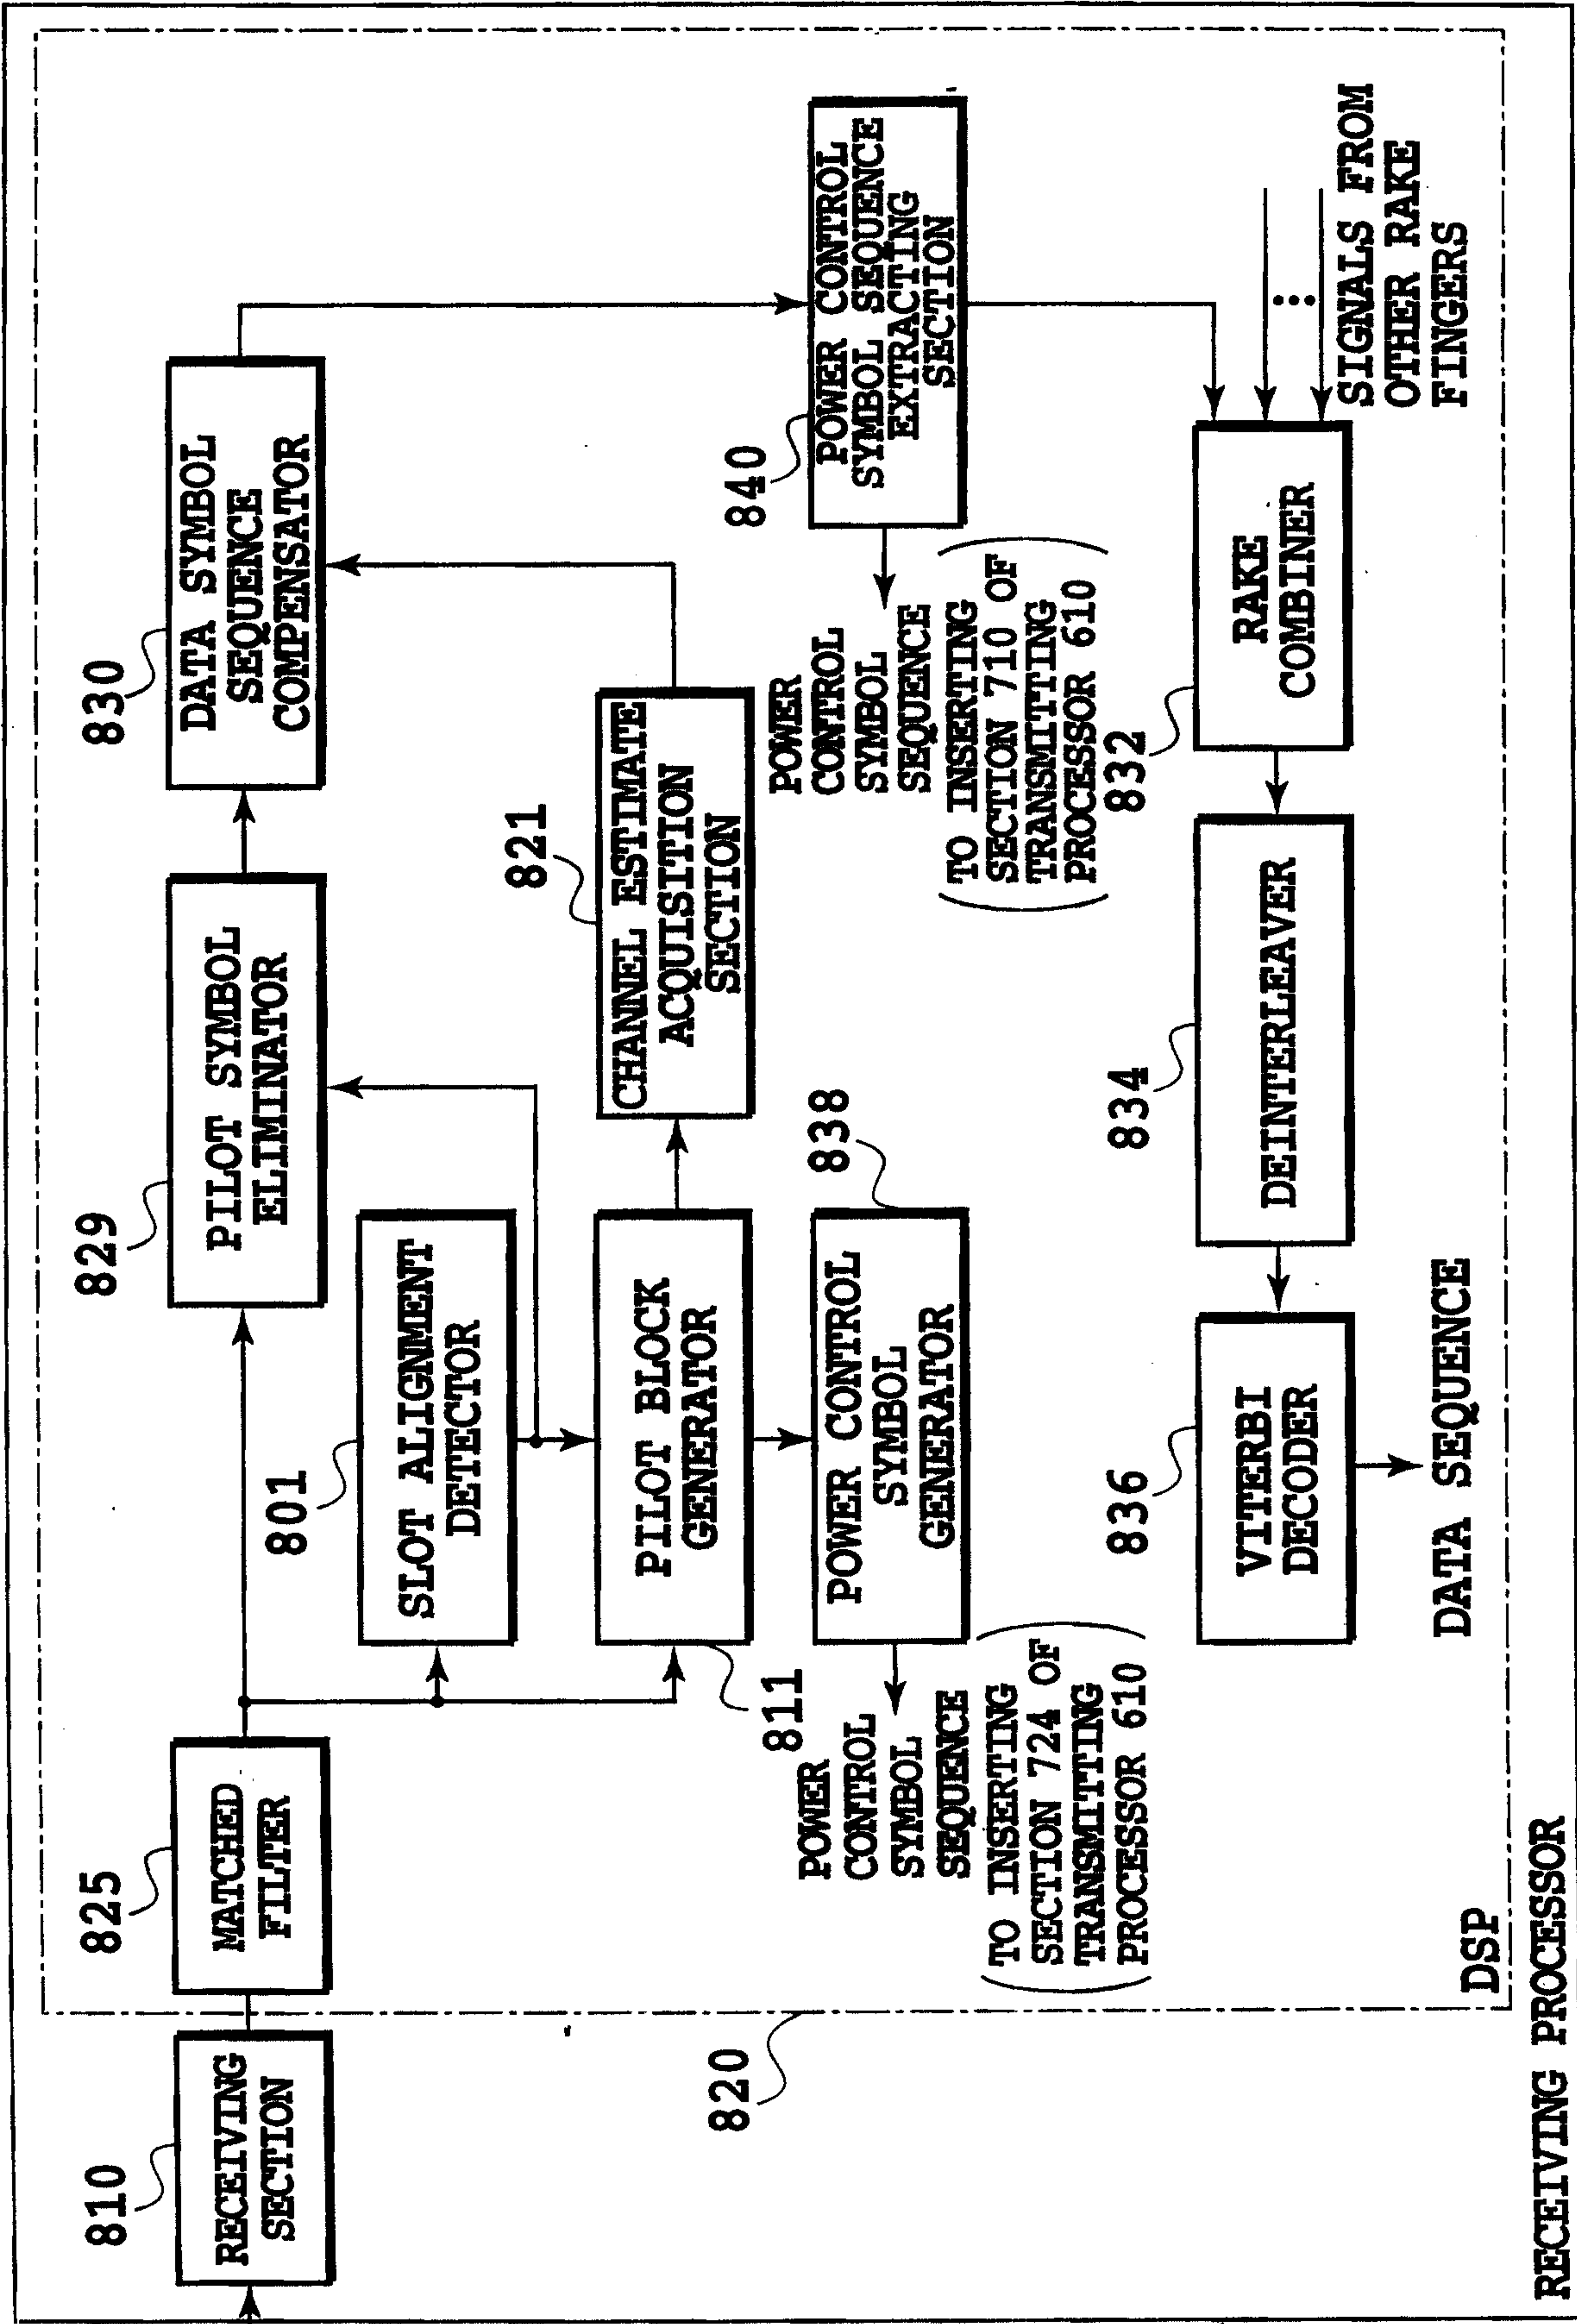 810
RECEIVING
SECTION
825
MATCHED
FILTER
829
PILOT SYMBOL
ELIMINATOR
830
DATA SYMBOL
SEQUENCE
COMPENSATOR
801
SLOT ALIGNMENT
DETECTOR
811
PILOT BLOCK
GENERATOR
821
CHANNEL ESTIMATE
ACQUISITION
SECTION
838
POWER CONTROL
SYMBOL
GENERATOR
POWER
CONTROL
SYMBOL
SEQUENCE
TO INSERTING
SECTION 724 OF
TRANSMITTING
PROCESSOR 610
840
POWER CONTROL
SYMBOL SEQUENCE
EXTRACTING
SECTION
POWER
CONTROL
SYMBOL
SEQUENCE
TO INSERTING
SECTION 710 OF
TRANSMITTING
PROCESSOR 610
820
836
VITERBI
DECODER
834
DEINTERLEAVER
832
RAKE
COMBINER
SIGNALS FROM
OTHER RAKE
FINGERS
DATA SEQUENCE
DSP
RECEIVING PROCESSOR